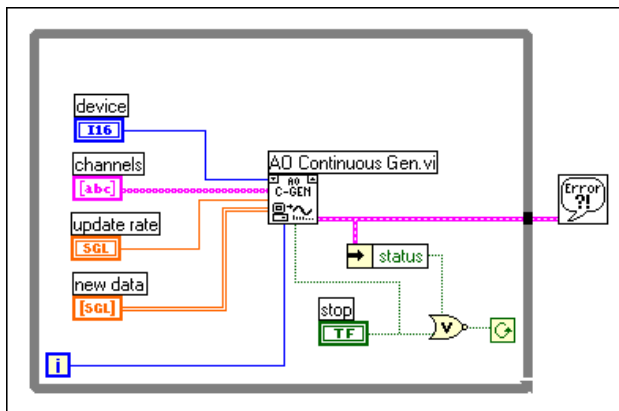 device
I16
AO Continuous Gen.vi
channels
[abc]
AO
C-GEN
Error
?!
update rate
SGL
status
new data
[SGL]
stop
TF
V
i